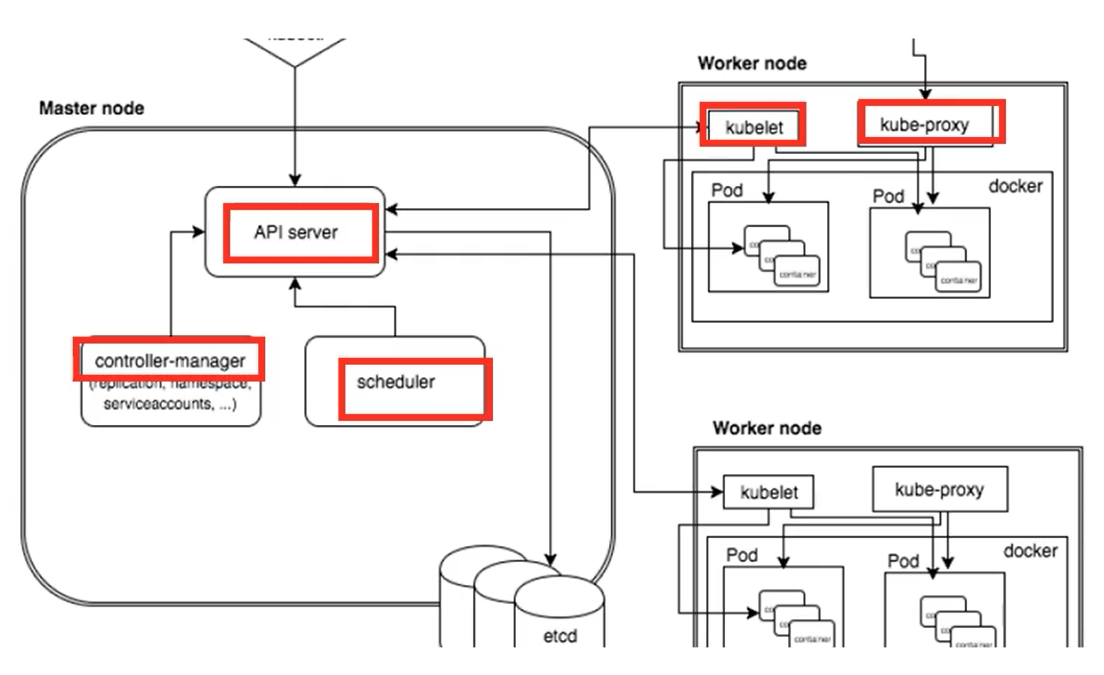 Master node
API server
controller-manager
(replication, namespace,
serviceaccounts, ...)
scheduler
etcd
Worker node
kubelet
kube-proxy
docker
Pod
container
Pod
container
Worker node
kubelet
kube-proxy
docker
Pod
container
Pod
container